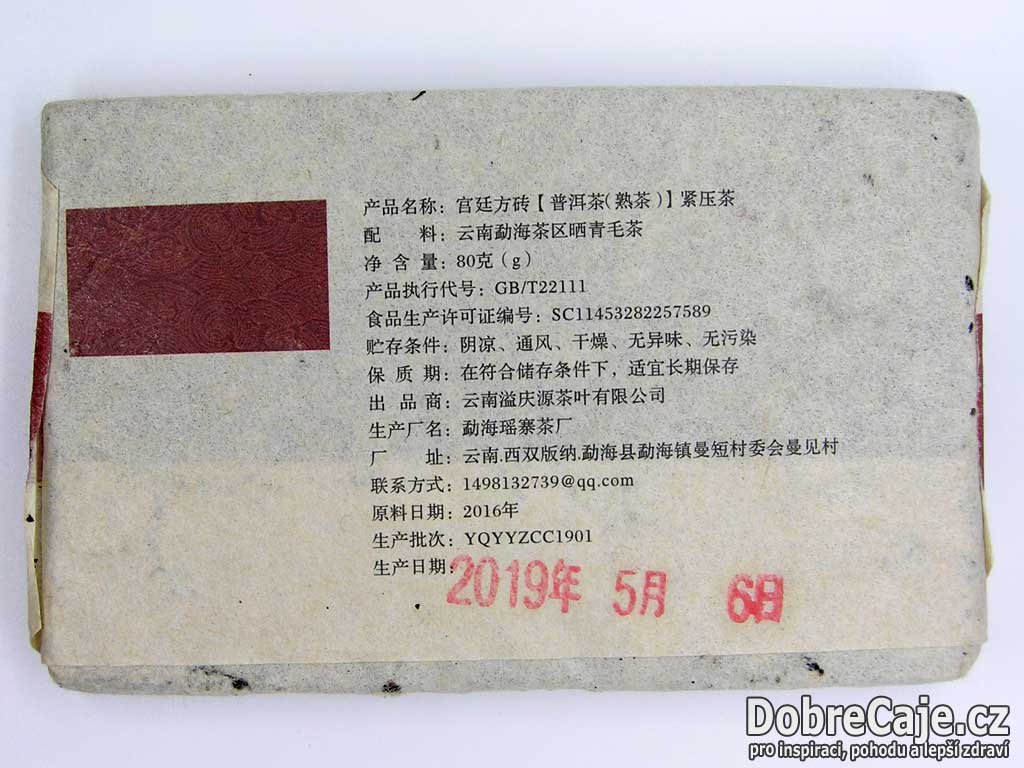 产品名称：宫廷方砖【普洱茶（熟茶）】紧压茶
配 料：云南勐海茶区晒青毛茶
净 含 量：80克（g）
产品执行代号：GB/T22111
食品生产许可证编号：SC11453282257589
贮存条件：阴凉、通风、干燥、无异味、无污染
保 质 期：在符合储存条件下，适宜长期保存
出 品 商：云南溢庆源茶叶有限公司
生产厂名：勐海瑶寨茶厂
厂 址：云南.西双版纳.勐海县勐海镇曼短村委会曼见村
联系方式：1498132739@qq.com
原料日期：2016年
生产批次：YQYYZCC1901
生产日期：2019年 5月 6日
DobreCaje.cz
pro inspiraci, pohodu a lepší zdraví